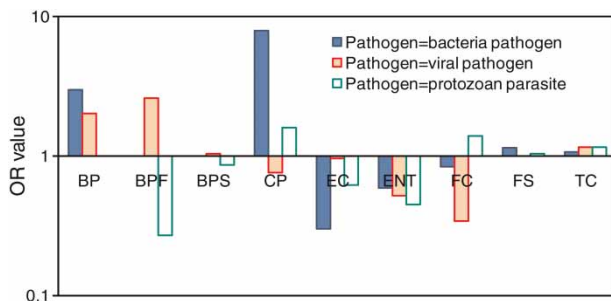 10
Pathogen=bacteria pathogen
Pathogen=viral pathogen
Pathogen=protozoan parasite
OR value
1
BP BPF BPS CP EC ENT FC FS TC
0.1